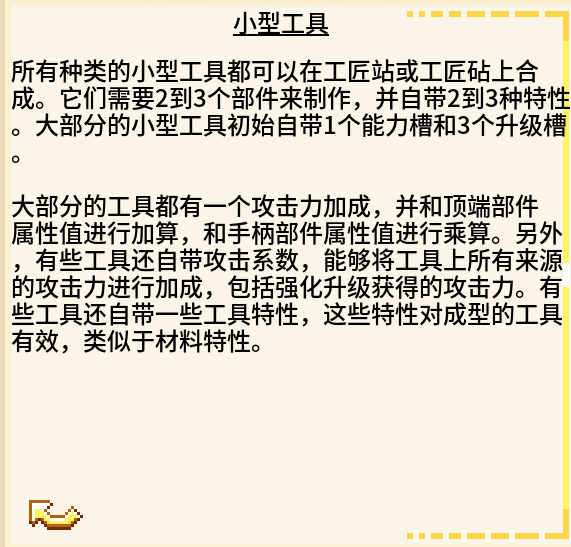 小型工具
所有种类的小型工具都可以在工匠站或工匠砧上合
成。它们需要2到3个部件来制作，并自带2到3种特性
。大部分的小型工具初始自带1个能力槽和3个升级槽
。
大部分的工具都有一个攻击力加成，并和顶端部件
属性值进行加算，和手柄部件属性值进行乘算。另外
，有些工具还自带攻击系数，能够将工具上所有来源
的攻击力进行加成，包括强化升级获得的攻击力。有
些工具还自带一些工具特性，这些特性对成型的工具
有效，类似于材料特性。